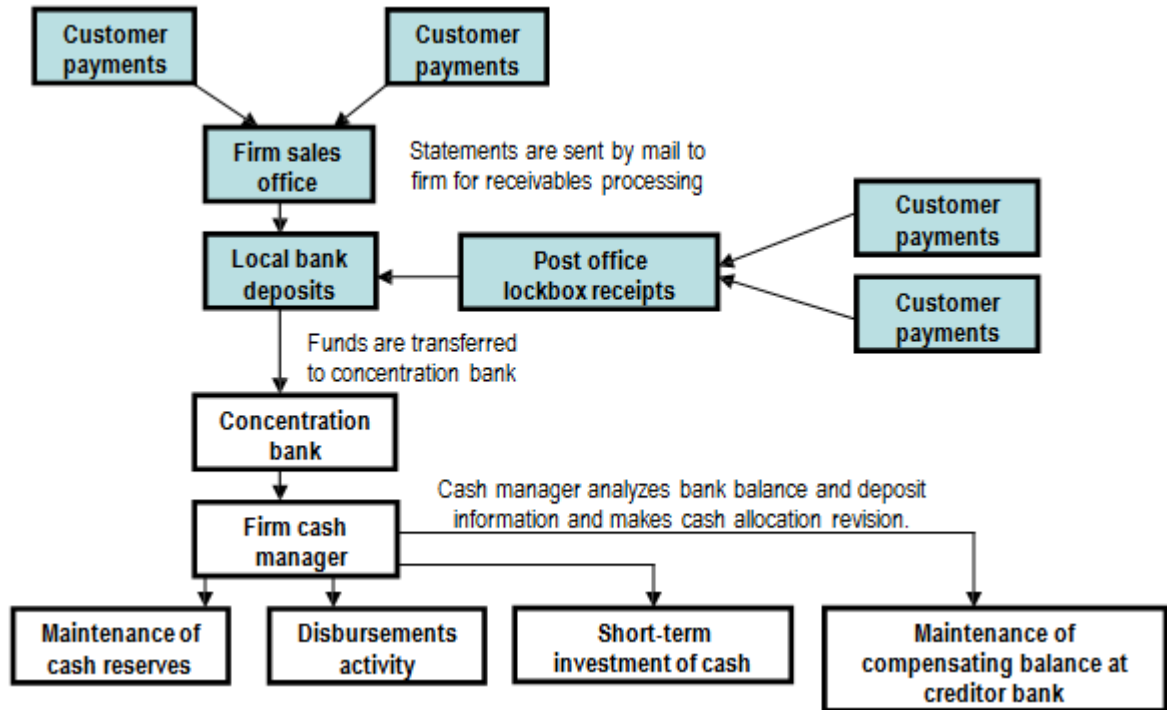 Customer
payments
Customer
payments
Firm sales
office
Statements are sent by mail to
firm for receivables processing
Customer
payments
Local bank
deposits
Post office
lockbox receipts
Customer
payments
Funds are transferred
to concentration bank
Concentration
bank
Cash manager analyzes bank balance and deposit
information and makes cash allocation revision.
Firm cash
manager
Maintenance of
cash reserves
Disbursements
activity
Short-term
investment of cash
Maintenance of
compensating balance at
creditor bank